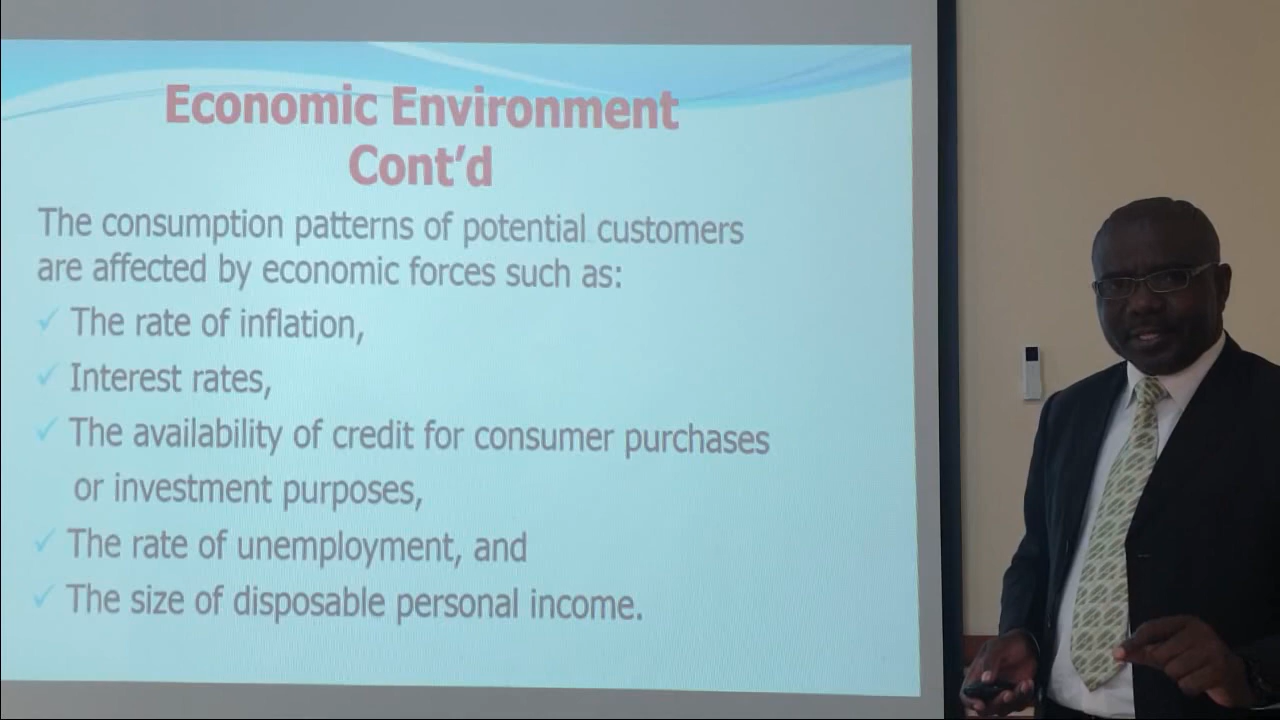 Economic Environment
Cont'd
The consumption patterns of potential customers
are affected by economic forces such as:
✓ The rate of inflation,
✓ Interest rates,
✓ The availability of credit for consumer purchases
or investment purposes,
✓ The rate of unemployment, and
✓ The size of disposable personal income.